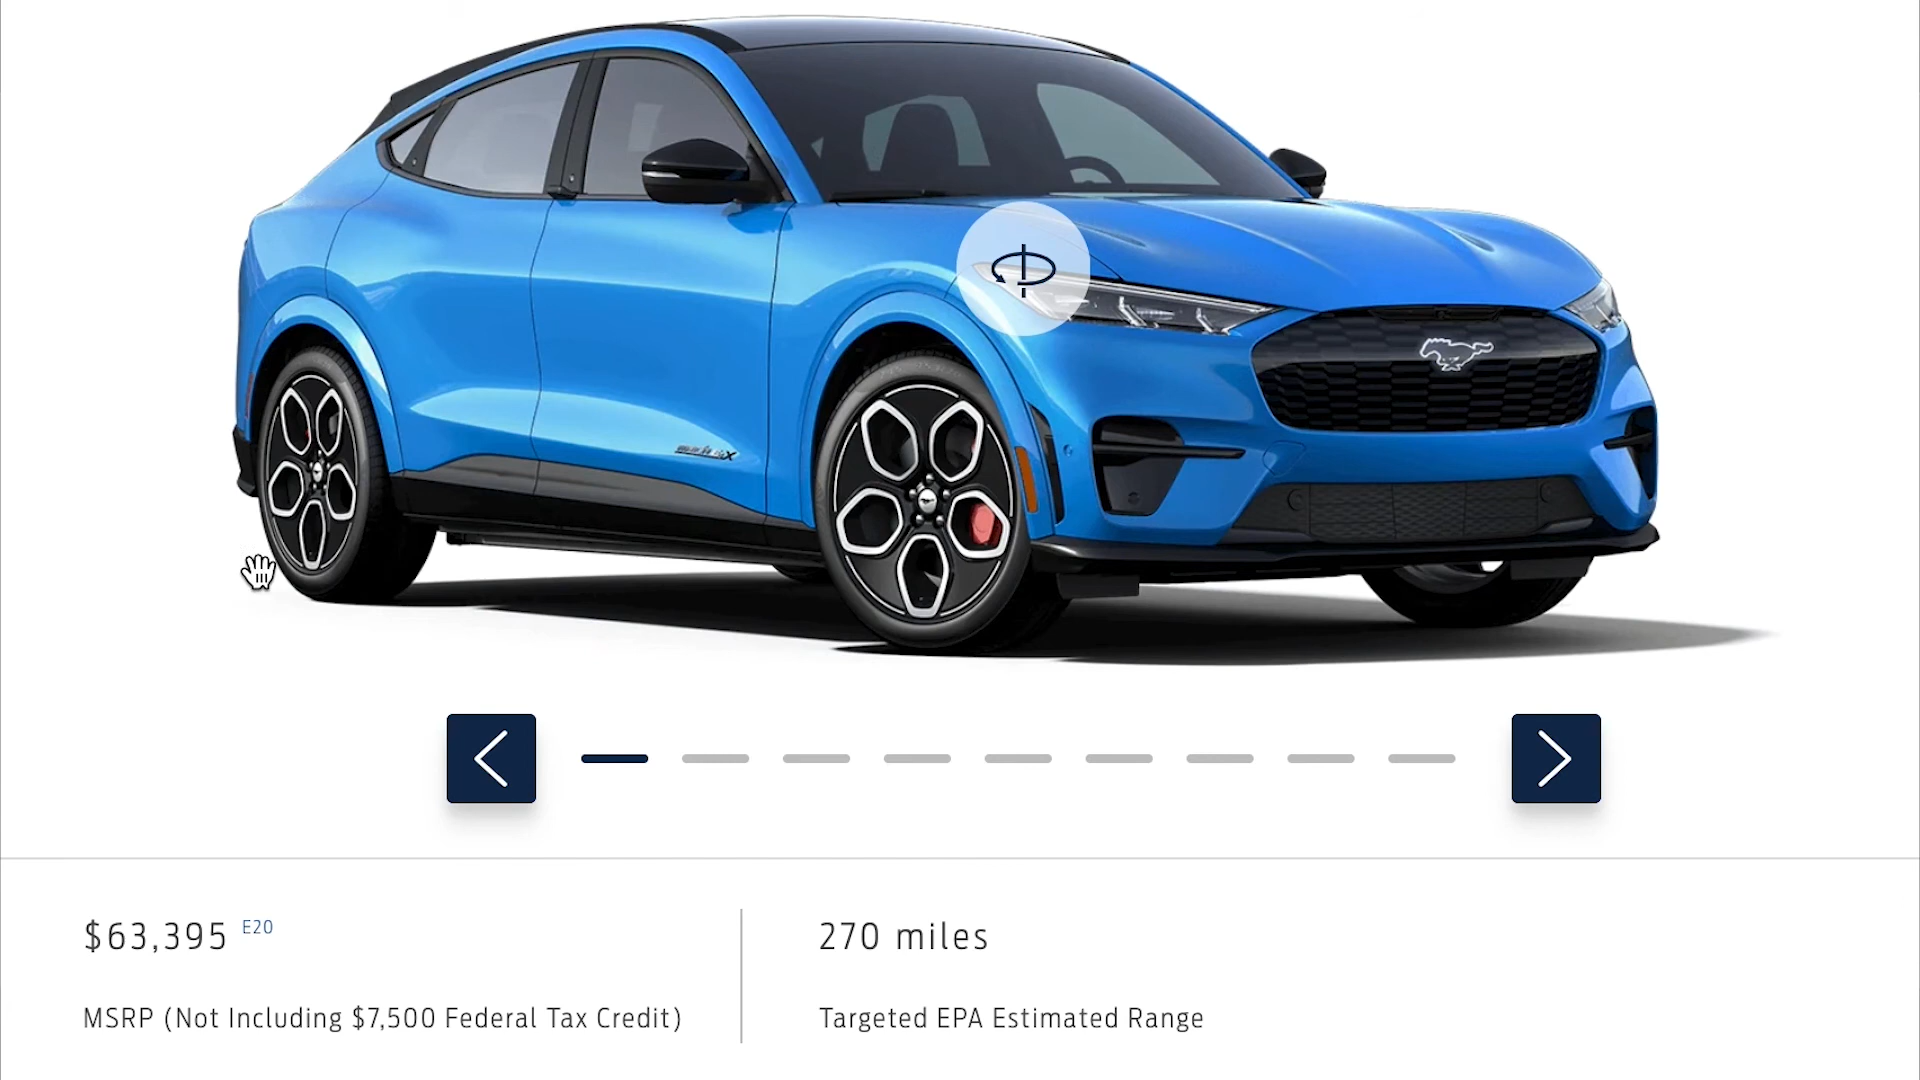 $63,395 E20
270 miles
MSRP (Not Including $7,500 Federal Tax Credit)
Targeted EPA Estimated Range